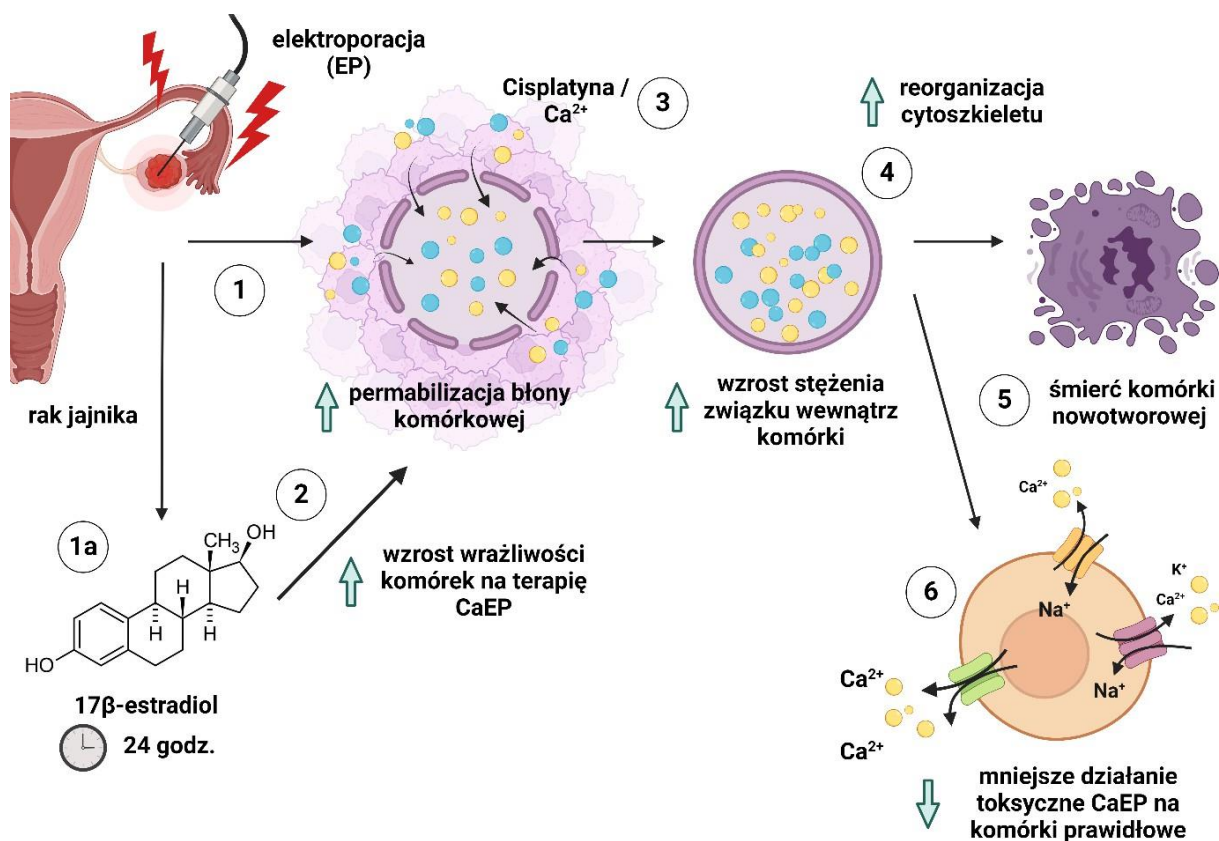 elektroporacja
(EP)
rak jajnika
1
1a
CH₃
OH
H
H
H
HO
17β-estradiol
24 godz.
2
wzrost wrażliwości
komórek na terapię
CaEP
Cisplatyna /
Ca²⁺
3
permabilizacja błony
komórkowej
wzrost stężenia
związku wewnątrz
komórki
reorganizacja
cytoszkieletu
4
5
śmierć komórki
nowotworowej
6
Ca²⁺
Na⁺
K⁺
Ca²⁺
Na⁺
Ca²⁺
Ca²⁺
mniejsze działanie
toksyczne CaEP na
komórki prawidłowe